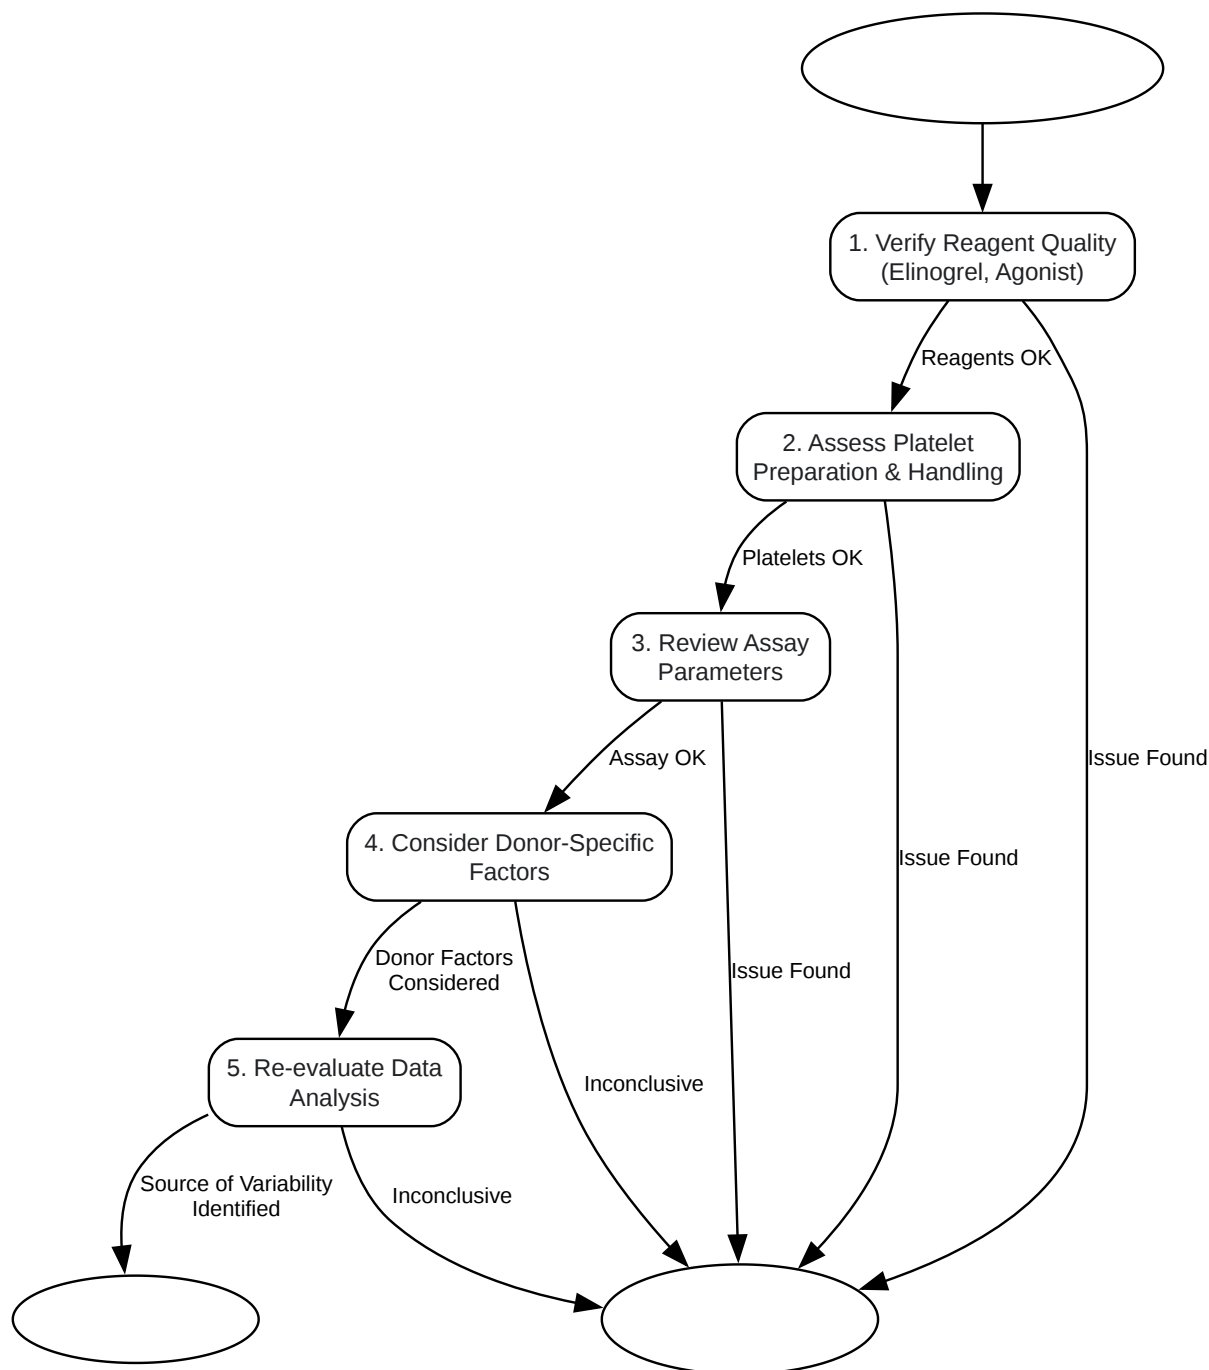 1. Verify Reagent Quality
(Elinogrel, Agonist)
Reagents OK
2. Assess Platelet
Preparation & Handling
Platelets OK
3. Review Assay
Parameters
Assay OK
Issue Found
4. Consider Donor-Specific
Factors
Issue Found
Donor Factors
Considered
Issue Found
5. Re-evaluate Data
Analysis
Inconclusive
Source of Variability
Identified
Inconclusive